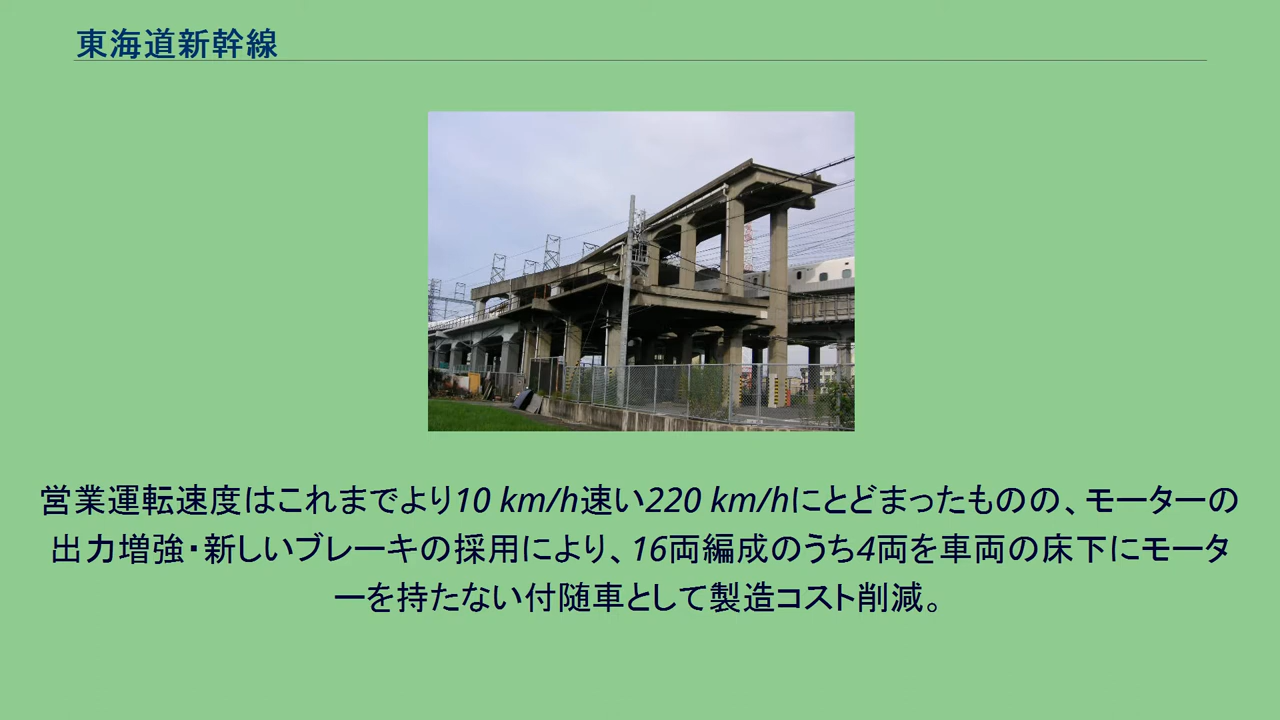 東海道新幹線
営業運転速度はこれまでより10 km/h速い220 km/hにとどまったものの、モーターの
出力増強・新しいブレーキの採用により、16両編成のうち4両を車両の床下にモータ
ーを持たない付随車として製造コスト削減。